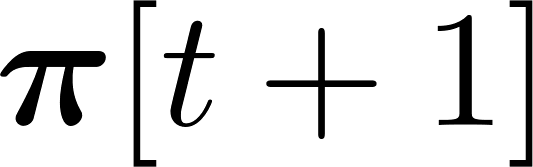 𝝅[t + 1]